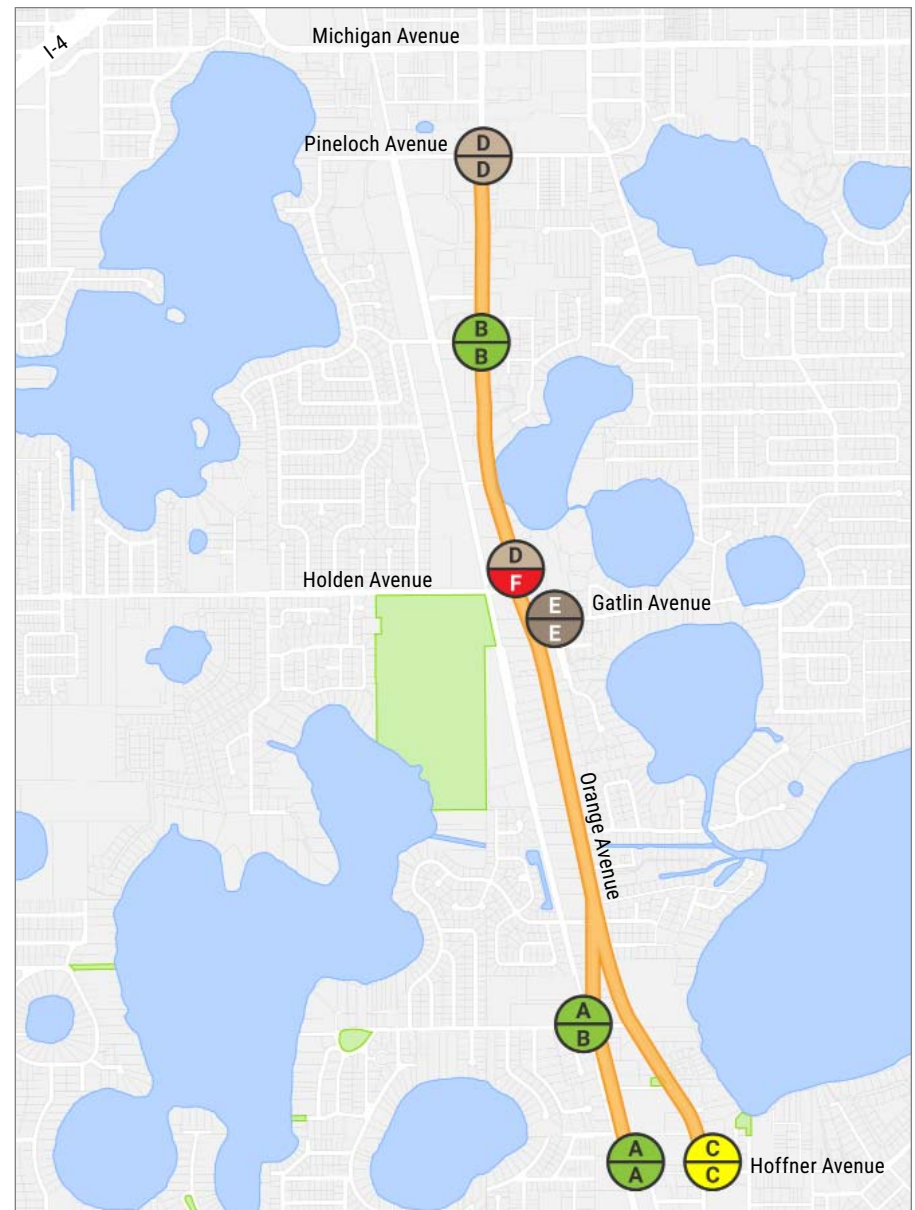 I-4
Michigan Avenue
Pineloch Avenue
D
D
B
B
D
F
Holden Avenue
E
E
Gatlin Avenue
Orange Avenue
A
B
A
A
C
C
Hoffner Avenue